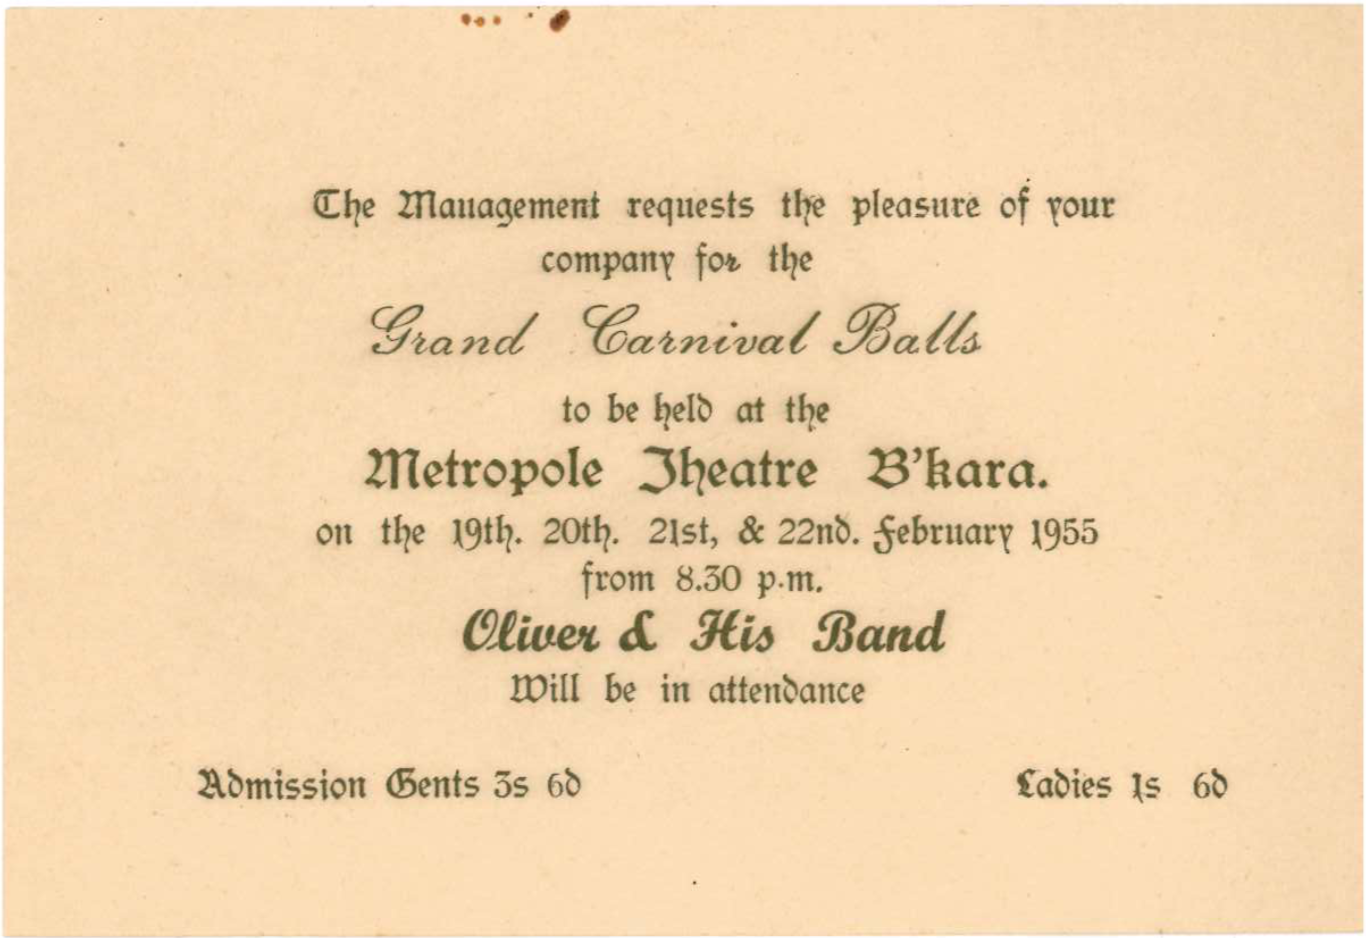 The Management requests the pleasure of your
company for the
Grand Carnival Balls
to be held at the
Metropole Theatre B'kara.
on the 19th. 20th. 21st, & 22nd. February 1955
from 8.30 p.m.
Oliver & His Band
Will be in attendance
Admission Gents 3s 6d Ladies 1s 6d